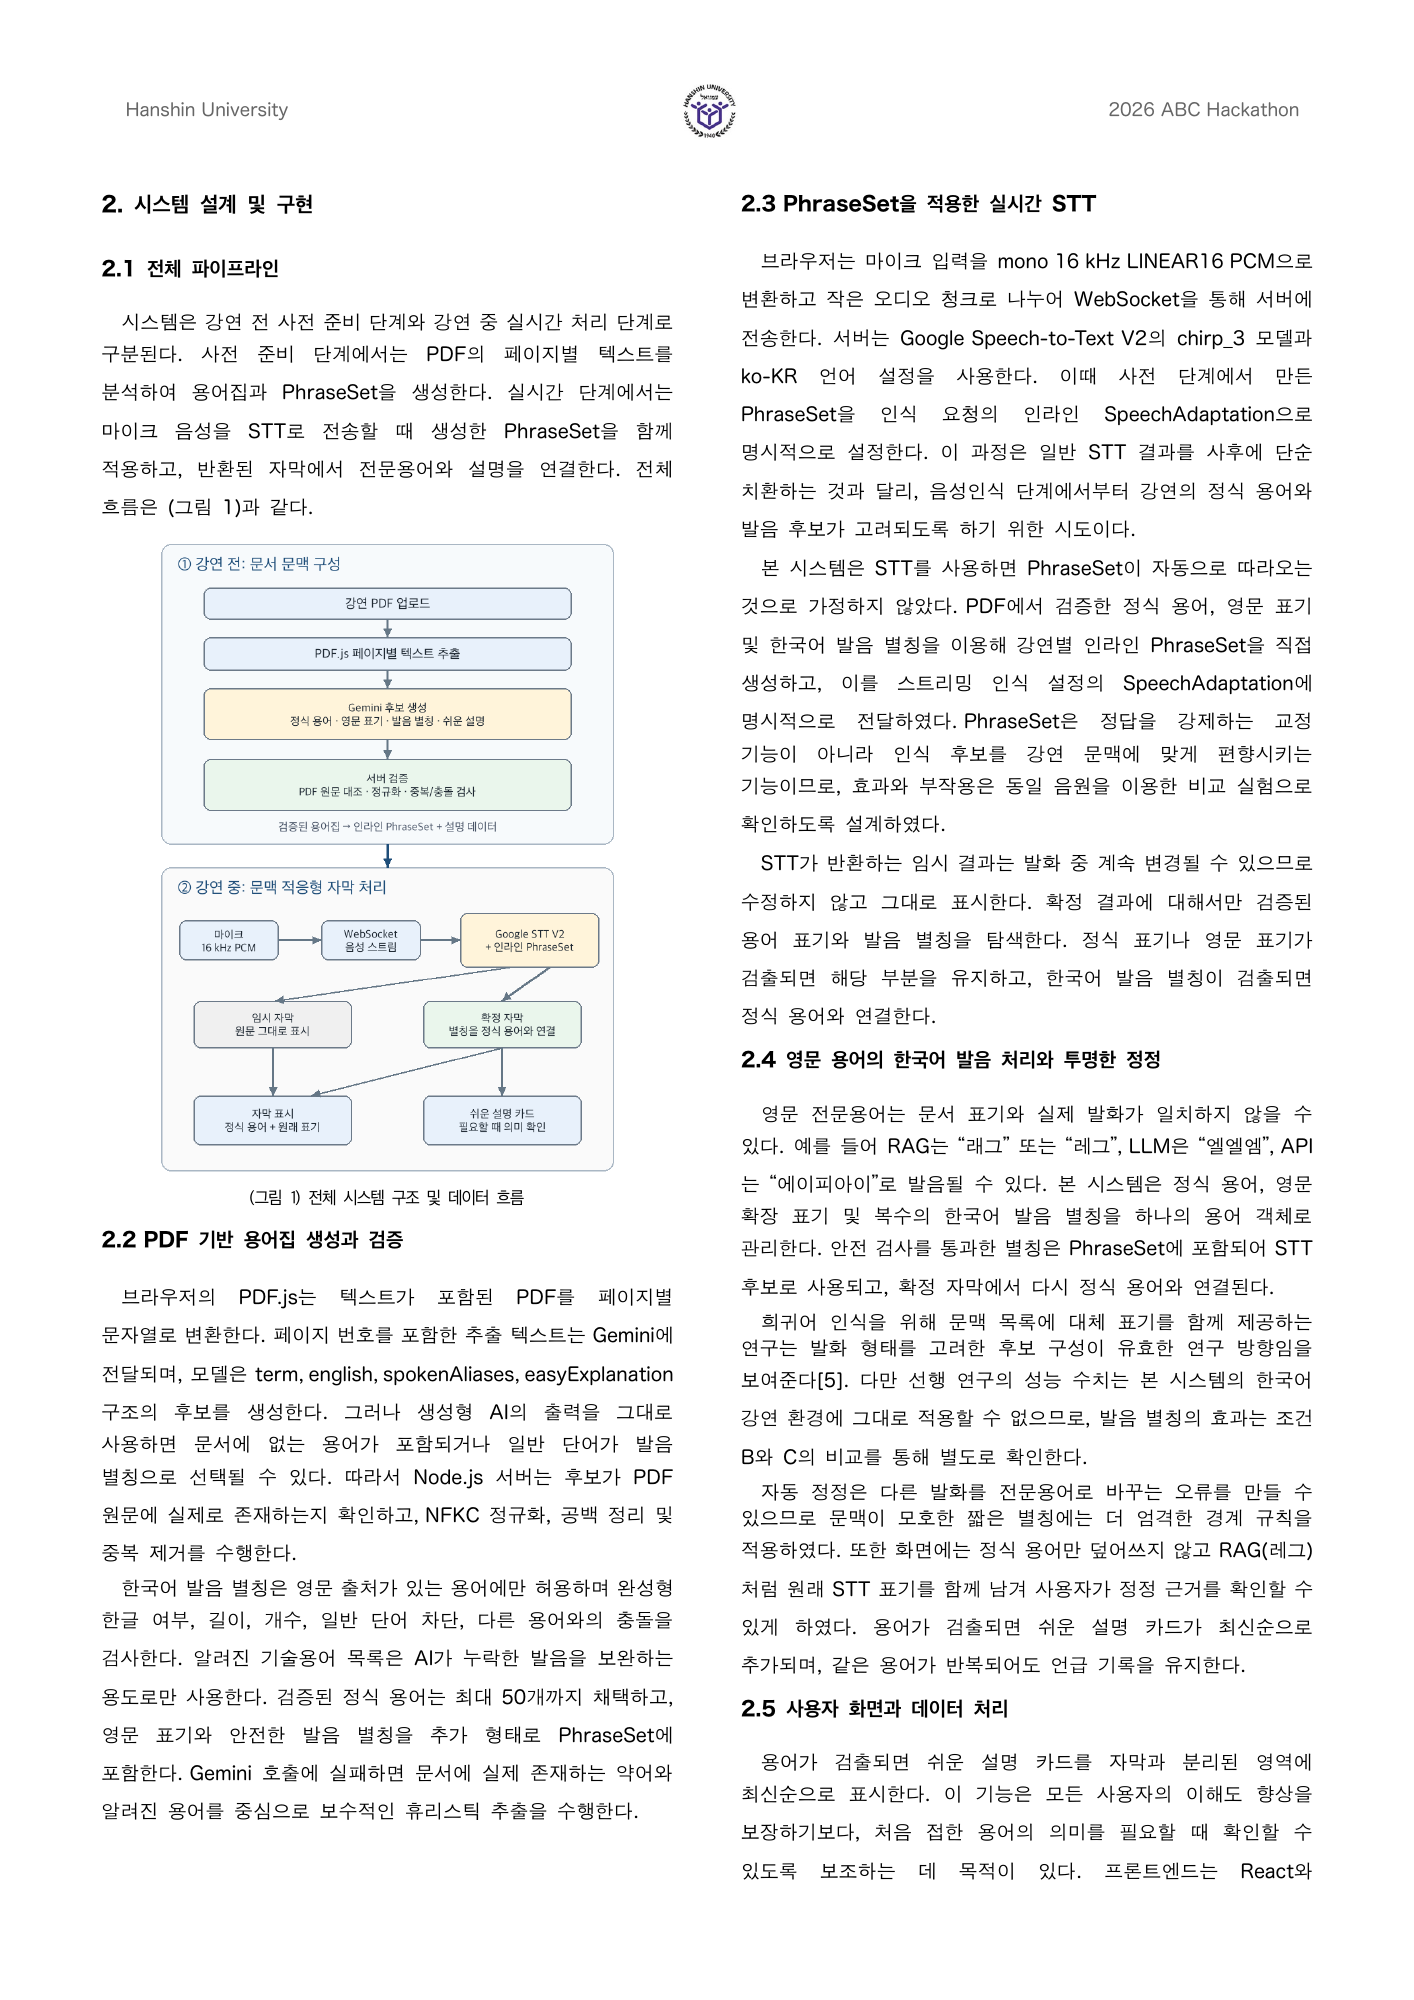 Hanshin University
HANSHIN UNIVERSITY
1940
2026 ABC Hackathon
2. 시스템 설계 및 구현
2.1 전체 파이프라인
시스템은 강연 전 사전 준비 단계와 강연 중 실시간 처리 단계로
구분된다. 사전 준비 단계에서는 PDF의 페이지별 텍스트를
분석하여 용어집과 PhraseSet을 생성한다. 실시간 단계에서는
마이크 음성을 STT로 전송할 때 생성한 PhraseSet을 함께
적용하고, 반환된 자막에서 전문용어와 설명을 연결한다. 전체
흐름은 (그림 1)과 같다.
① 강연 전: 문서 문맥 구성
강연 PDF 업로드
PDF.js 페이지별 텍스트 추출
Gemini 후보 생성
정식 용어 · 영문 표기 · 발음 별칭 · 쉬운 설명
서버 검증
PDF 원문 대조 · 정규화 · 중복/충돌 검사
검증된 용어집 → 인라인 PhraseSet + 설명 데이터
② 강연 중: 문맥 적응형 자막 처리
마이크
16 kHz PCM
WebSocket
음성 스트림
Google STT V2
+ 인라인 PhraseSet
임시 자막
원문 그대로 표시
확정 자막
별칭을 정식 용어와 연결
자막 표시
정식 용어 + 원래 표기
쉬운 설명 카드
필요할 때 의미 확인
(그림 1) 전체 시스템 구조 및 데이터 흐름
2.2 PDF 기반 용어집 생성과 검증
브라우저의 PDF.js는 텍스트가 포함된 PDF를 페이지별
문자열로 변환한다. 페이지 번호를 포함한 추출 텍스트는 Gemini에
전달되며, 모델은 term, english, spokenAliases, easyExplanation
구조의 후보를 생성한다. 그러나 생성형 AI의 출력을 그대로
사용하면 문서에 없는 용어가 포함되거나 일반 단어가 발음
별칭으로 선택될 수 있다. 따라서 Node.js 서버는 후보가 PDF
원문에 실제로 존재하는지 확인하고, NFKC 정규화, 공백 정리 및
중복 제거를 수행한다.
한국어 발음 별칭은 영문 출처가 있는 용어에만 허용하며 완성형
한글 여부, 길이, 개수, 일반 단어 차단, 다른 용어와의 충돌을
검사한다. 알려진 기술용어 목록은 AI가 누락한 발음을 보완하는
용도로만 사용한다. 검증된 정식 용어는 최대 50개까지 채택하고,
영문 표기와 안전한 발음 별칭을 추가 형태로 PhraseSet에
포함한다. Gemini 호출에 실패하면 문서에 실제 존재하는 약어와
알려진 용어를 중심으로 보수적인 휴리스틱 추출을 수행한다.
2.3 PhraseSet을 적용한 실시간 STT
브라우저는 마이크 입력을 mono 16 kHz LINEAR16 PCM으로
변환하고 작은 오디오 청크로 나누어 WebSocket을 통해 서버에
전송한다. 서버는 Google Speech-to-Text V2의 chirp_3 모델과
ko-KR 언어 설정을 사용한다. 이때 사전 단계에서 만든
PhraseSet을 인식 요청의 인라인 SpeechAdaptation으로
명시적으로 설정한다. 이 과정은 일반 STT 결과를 사후에 단순
치환하는 것과 달리, 음성인식 단계에서부터 강연의 정식 용어와
발음 후보가 고려되도록 하기 위한 시도이다.
본 시스템은 STT를 사용하면 PhraseSet이 자동으로 따라오는
것으로 가정하지 않았다. PDF에서 검증한 정식 용어, 영문 표기
및 한국어 발음 별칭을 이용해 강연별 인라인 PhraseSet을 직접
생성하고, 이를 스트리밍 인식 설정의 SpeechAdaptation에
명시적으로 전달하였다. PhraseSet은 정답을 강제하는 교정
기능이 아니라 인식 후보를 강연 문맥에 맞게 편향시키는
기능이므로, 효과와 부작용은 동일 음원을 이용한 비교 실험으로
확인하도록 설계하였다.
STT가 반환하는 임시 결과는 발화 중 계속 변경될 수 있으므로
수정하지 않고 그대로 표시한다. 확정 결과에 대해서만 검증된
용어 표기와 발음 별칭을 탐색한다. 정식 표기나 영문 표기가
검출되면 해당 부분을 유지하고, 한국어 발음 별칭이 검출되면
정식 용어와 연결한다.
2.4 영문 용어의 한국어 발음 처리와 투명한 정정
영문 전문용어는 문서 표기와 실제 발화가 일치하지 않을 수
있다. 예를 들어 RAG는 “래그” 또는 “레그”, LLM은 “엘엘엠”, API
는 “에이피아이”로 발음될 수 있다. 본 시스템은 정식 용어, 영문
확장 표기 및 복수의 한국어 발음 별칭을 하나의 용어 객체로
관리한다. 안전 검사를 통과한 별칭은 PhraseSet에 포함되어 STT
후보로 사용되고, 확정 자막에서 다시 정식 용어와 연결된다.
희귀어 인식을 위해 문맥 목록에 대체 표기를 함께 제공하는
연구는 발화 형태를 고려한 후보 구성이 유효한 연구 방향임을
보여준다[5]. 다만 선행 연구의 성능 수치는 본 시스템의 한국어
강연 환경에 그대로 적용할 수 없으므로, 발음 별칭의 효과는 조건
B와 C의 비교를 통해 별도로 확인한다.
자동 정정은 다른 발화를 전문용어로 바꾸는 오류를 만들 수
있으므로 문맥이 모호한 짧은 별칭에는 더 엄격한 경계 규칙을
적용하였다. 또한 화면에는 정식 용어만 덮어쓰지 않고 RAG(레그)
처럼 원래 STT 표기를 함께 남겨 사용자가 정정 근거를 확인할 수
있게 하였다. 용어가 검출되면 쉬운 설명 카드가 최신순으로
추가되며, 같은 용어가 반복되어도 언급 기록을 유지한다.
2.5 사용자 화면과 데이터 처리
용어가 검출되면 쉬운 설명 카드를 자막과 분리된 영역에
최신순으로 표시한다. 이 기능은 모든 사용자의 이해도 향상을
보장하기보다, 처음 접한 용어의 의미를 필요할 때 확인할 수
있도록 보조하는 데 목적이 있다. 프론트엔드는 React와